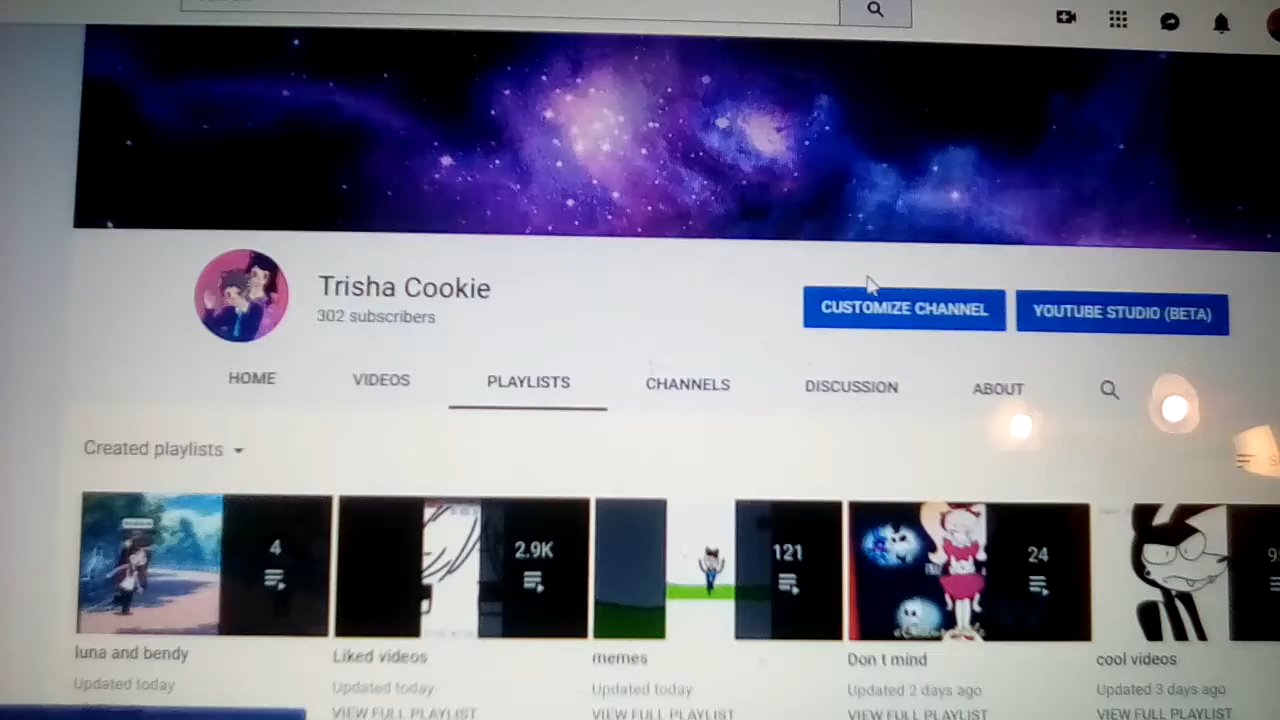 Trisha Cookie
302 subscribers
CUSTOMIZE CHANNEL
YOUTUBE STUDIO (BETA)
HOME VIDEOS PLAYLISTS CHANNELS DISCUSSION ABOUT
Created playlists
4
2.9K
121
24
luna and bendy
Liked videos
memes
Don t mind
cool videos
Updated today
Updated today
Updated today
Updated 2 days ago
Updated 3 days ago
VIEW FULL PLAYLIST
VIEW FULL PLAYLIST
VIEW FULL PLAYLIST
VIEW FULL PLAYLIST